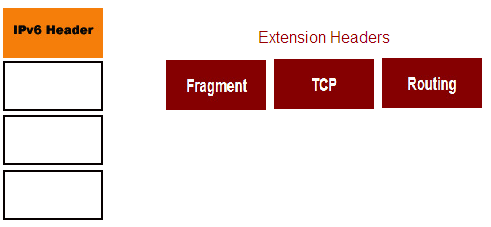 IPv6 Header
Extension Headers
Fragment
TCP
Routing